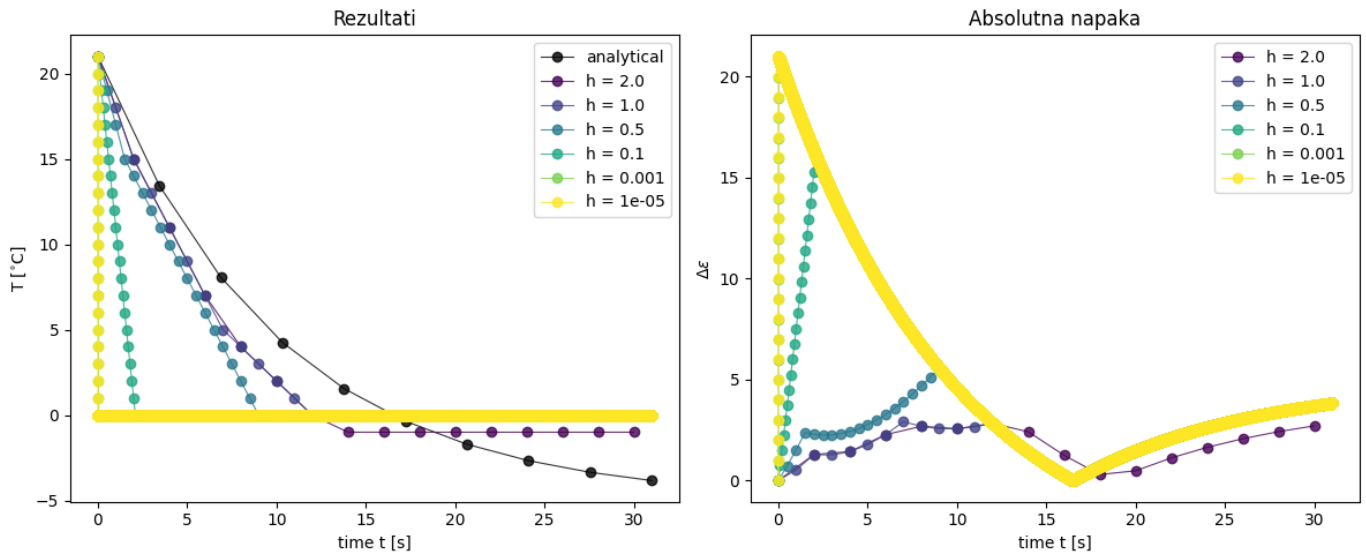 Rezultati
T [°C]
20
15
10
5
0
−5
0
5
10
15
20
25
30
time t [s]
analytical
h = 2.0
h = 1.0
h = 0.5
h = 0.1
h = 0.001
h = 1e-05
Absolutna napaka
Δε
20
15
10
5
0
0
5
10
15
20
25
30
time t [s]
h = 2.0
h = 1.0
h = 0.5
h = 0.1
h = 0.001
h = 1e-05